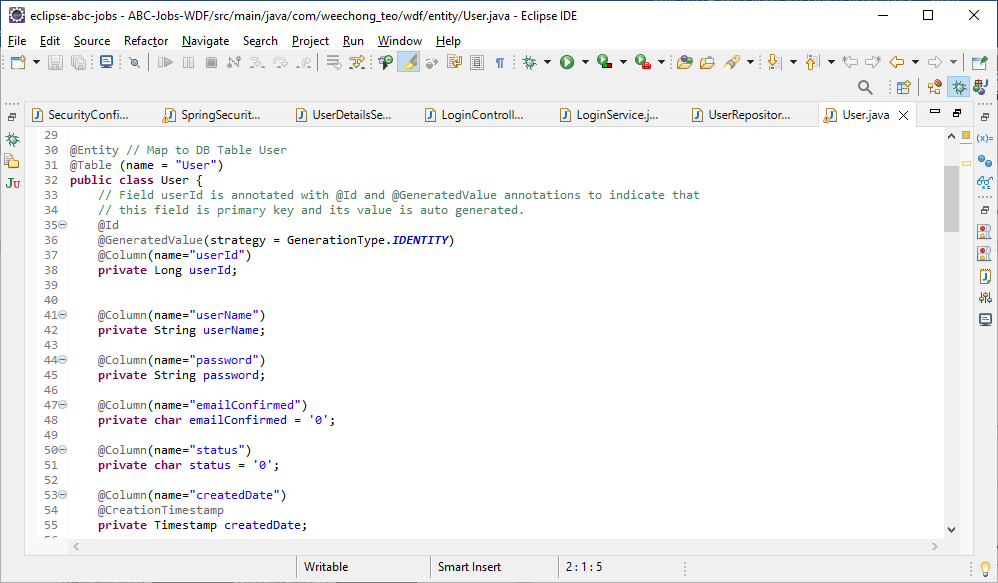 eclipse-abc-jobs - ABC-Jobs-WDF/src/main/java/com/weechong_teo/wdf/entity/User.java - Eclipse IDE
File Edit Source Refactor Navigate Search Project Run Window Help
SecurityConfi... SpringSecurit... UserDetailsSe... LoginControll... LoginService.j... UserRepositor... User.java
29
30 @Entity // Map to DB Table User
31 @Table (name = "User")
32 public class User {
33 // Field userId is annotated with @Id and @GeneratedValue annotations to indicate that
34 // this field is primary key and its value is auto generated.
35 @Id
36 @GeneratedValue(strategy = GenerationType.IDENTITY)
37 @Column(name="userId")
38 private Long userId;
39
40
41 @Column(name="userName")
42 private String userName;
43
44 @Column(name="password")
45 private String password;
46
47 @Column(name="emailConfirmed")
48 private char emailConfirmed = '0';
49
50 @Column(name="status")
51 private char status = '0';
52
53 @Column(name="createdDate")
54 @CreationTimestamp
55 private Timestamp createdDate;
Writable Smart Insert 2 : 1 : 5